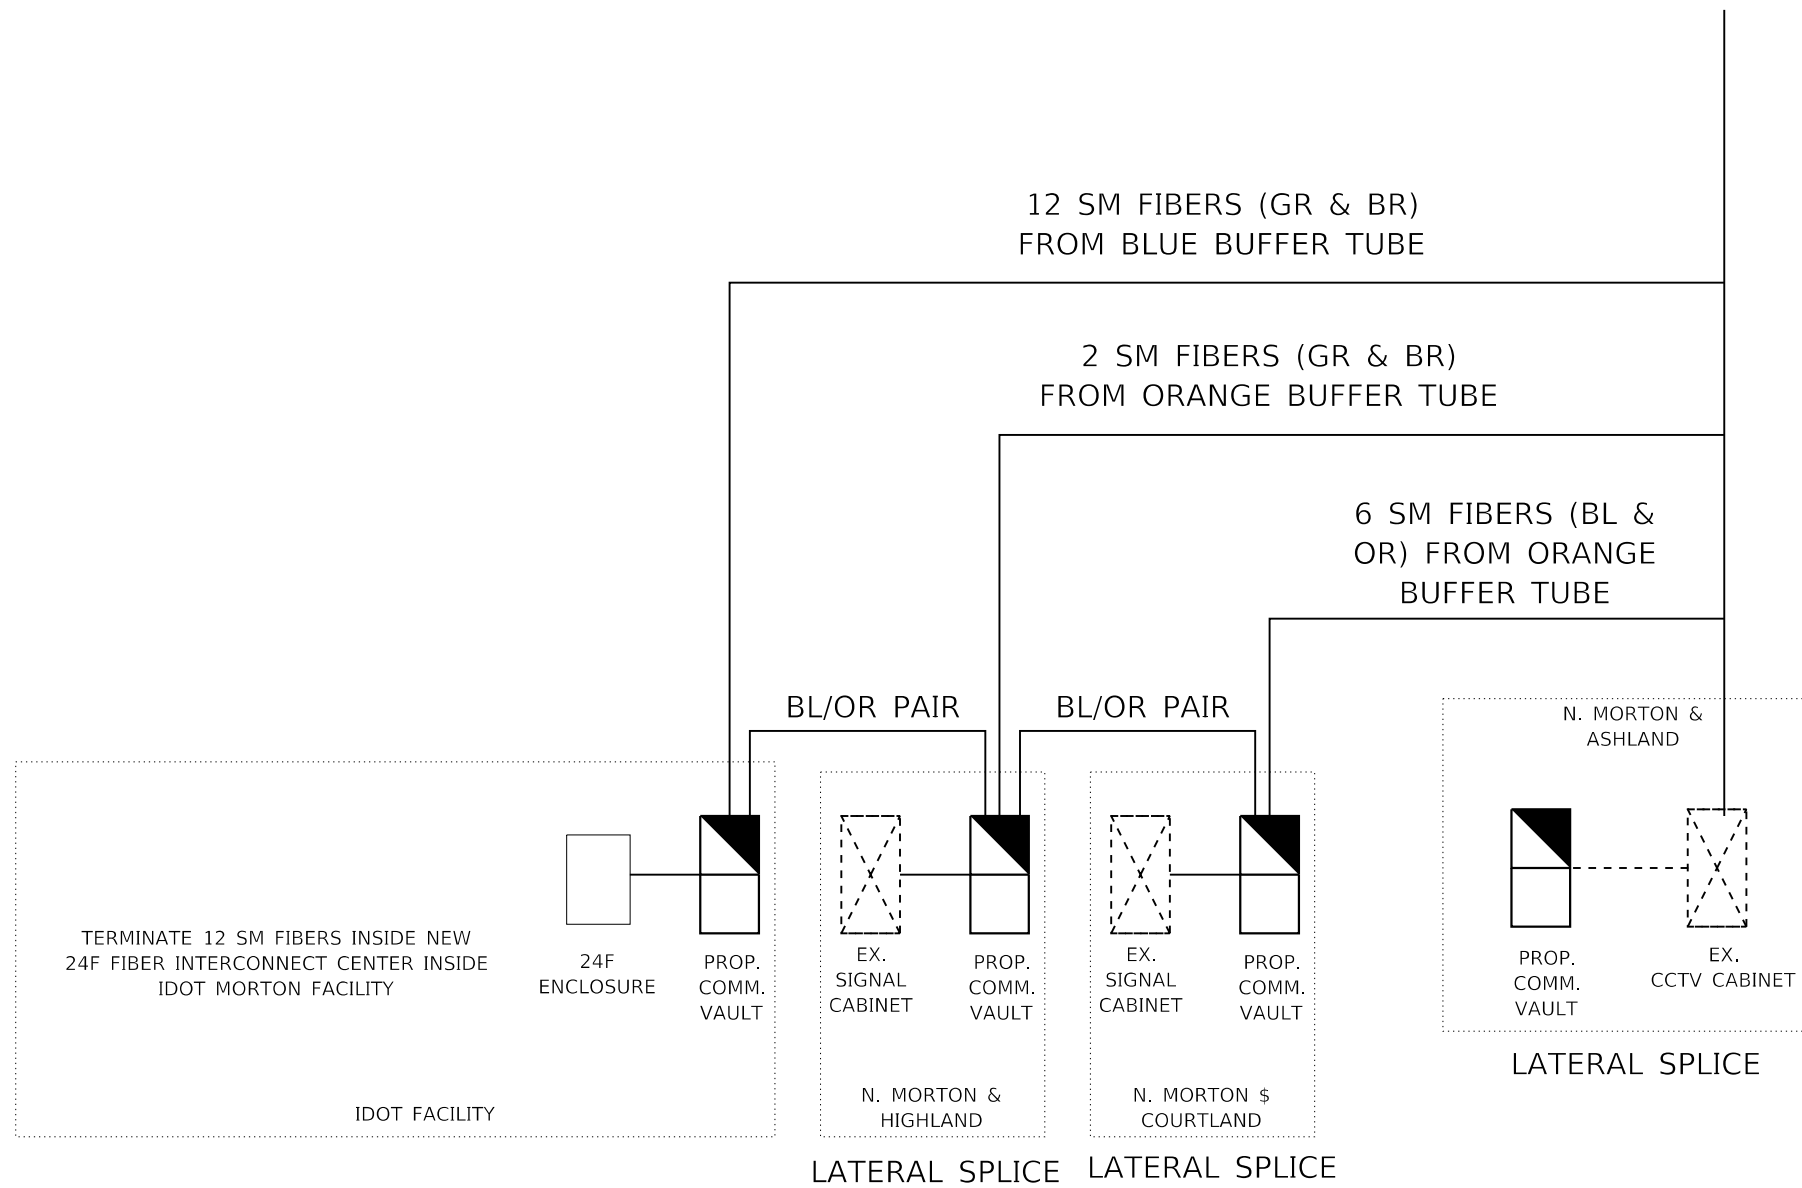 12 SM FIBERS (GR & BR)
FROM BLUE BUFFER TUBE
2 SM FIBERS (GR & BR)
FROM ORANGE BUFFER TUBE
6 SM FIBERS (BL &
OR) FROM ORANGE
BUFFER TUBE
BL/OR PAIR
BL/OR PAIR
N. MORTON &
ASHLAND
TERMINATE 12 SM FIBERS INSIDE NEW
24F FIBER INTERCONNECT CENTER INSIDE
IDOT MORTON FACILITY
24F
ENCLOSURE
PROP.
COMM.
VAULT
IDOT FACILITY
EX.
SIGNAL
CABINET
PROP.
COMM.
VAULT
N. MORTON &
HIGHLAND
LATERAL SPLICE
EX.
SIGNAL
CABINET
PROP.
COMM.
VAULT
N. MORTON $
COURTLAND
LATERAL SPLICE
PROP.
COMM.
VAULT
EX.
CCTV CABINET
LATERAL SPLICE